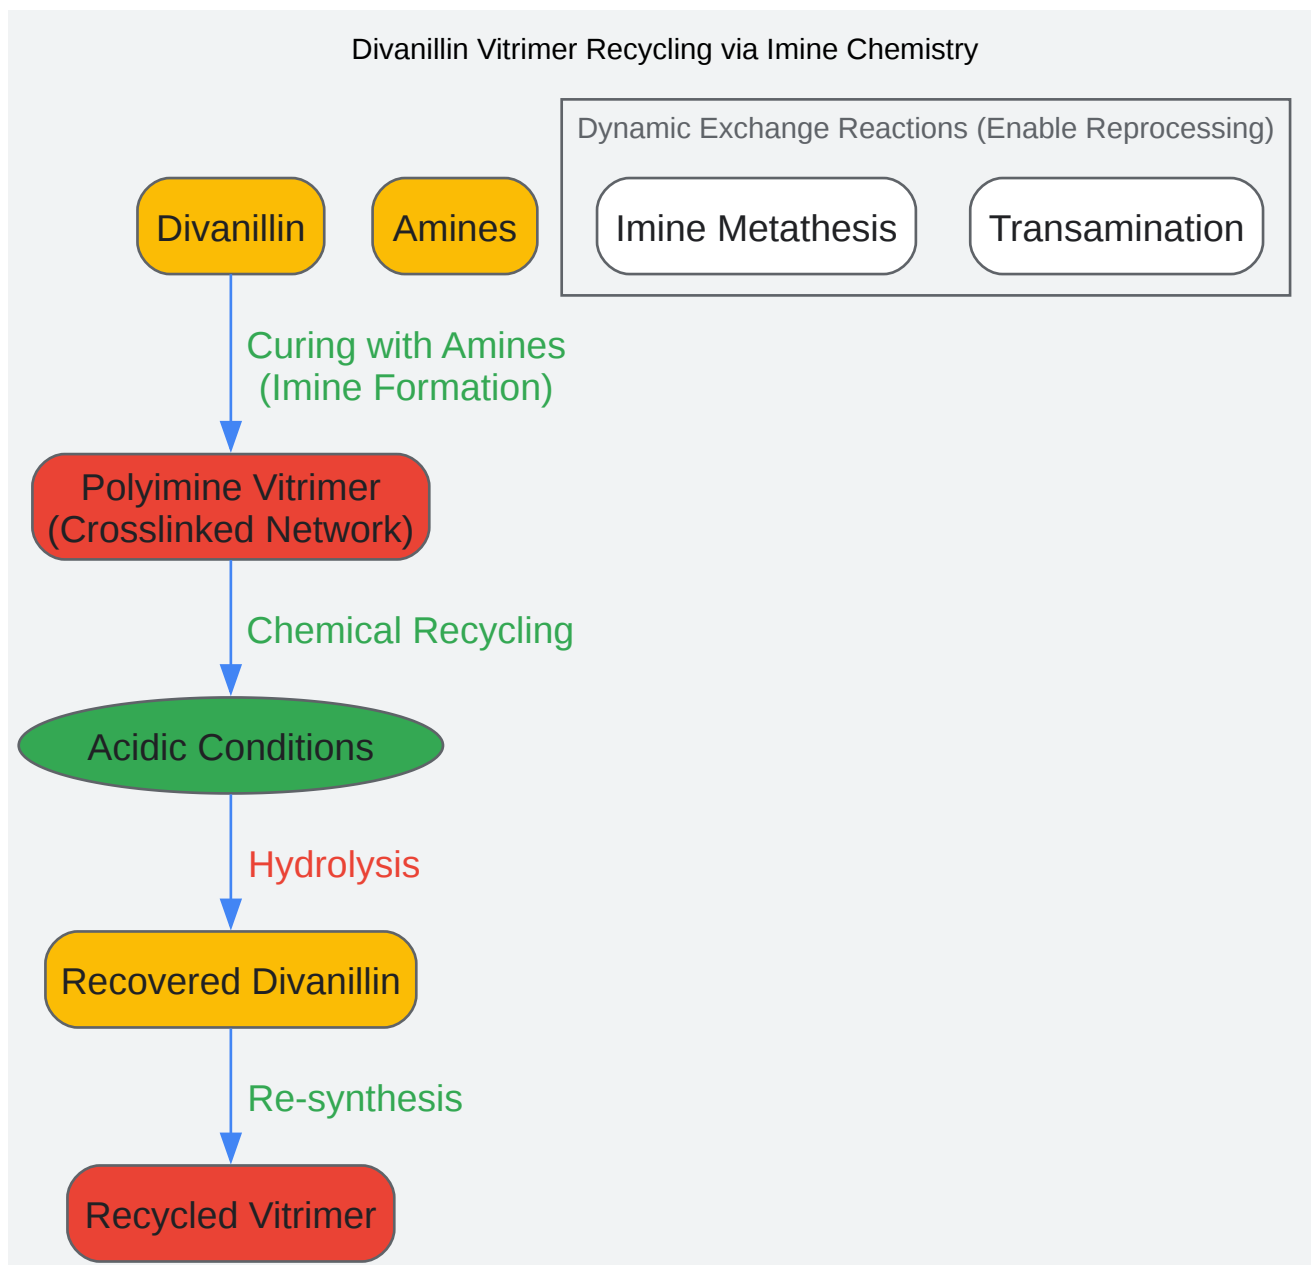 Divanillin Vitrimer Recycling via Imine Chemistry
Dynamic Exchange Reactions (Enable Reprocessing)
Divanillin
Amines
Imine Metathesis
Transamination
Curing with Amines
(Imine Formation)
Polyimine Vitrimer
(Crosslinked Network)
Chemical Recycling
Acidic Conditions
Hydrolysis
Recovered Divanillin
Re-synthesis
Recycled Vitrimer